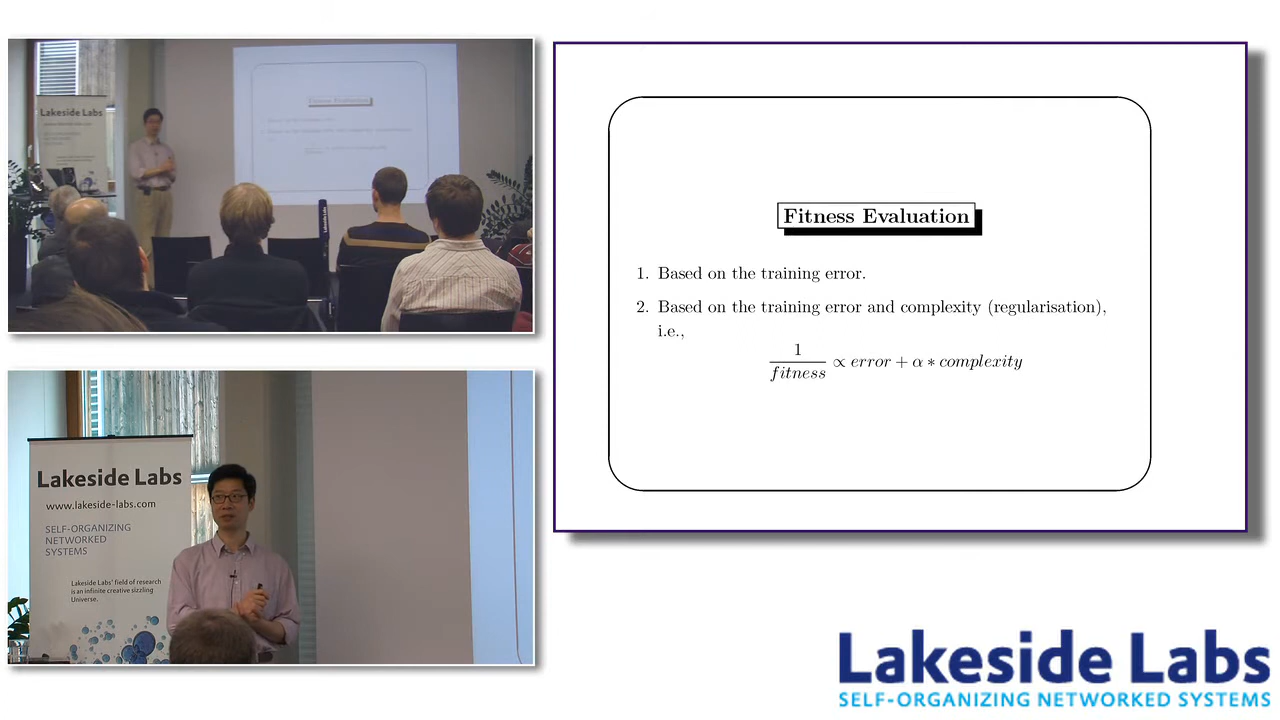 Lakeside Labs
Fitness Evaluation
Fitness Evaluation
1. Based on the training error.
2. Based on the training error and complexity (regularisation),
i.e.,
1
fitness ∝ error + α ∗ complexity
Lakeside Labs
www.lakeside-labs.com
SELF-ORGANIZING
NETWORKED
SYSTEMS
Lakeside Labs' field of research
is an infinite creative sizzling
Universe.
Lakeside Labs
SELF-ORGANIZING NETWORKED SYSTEMS